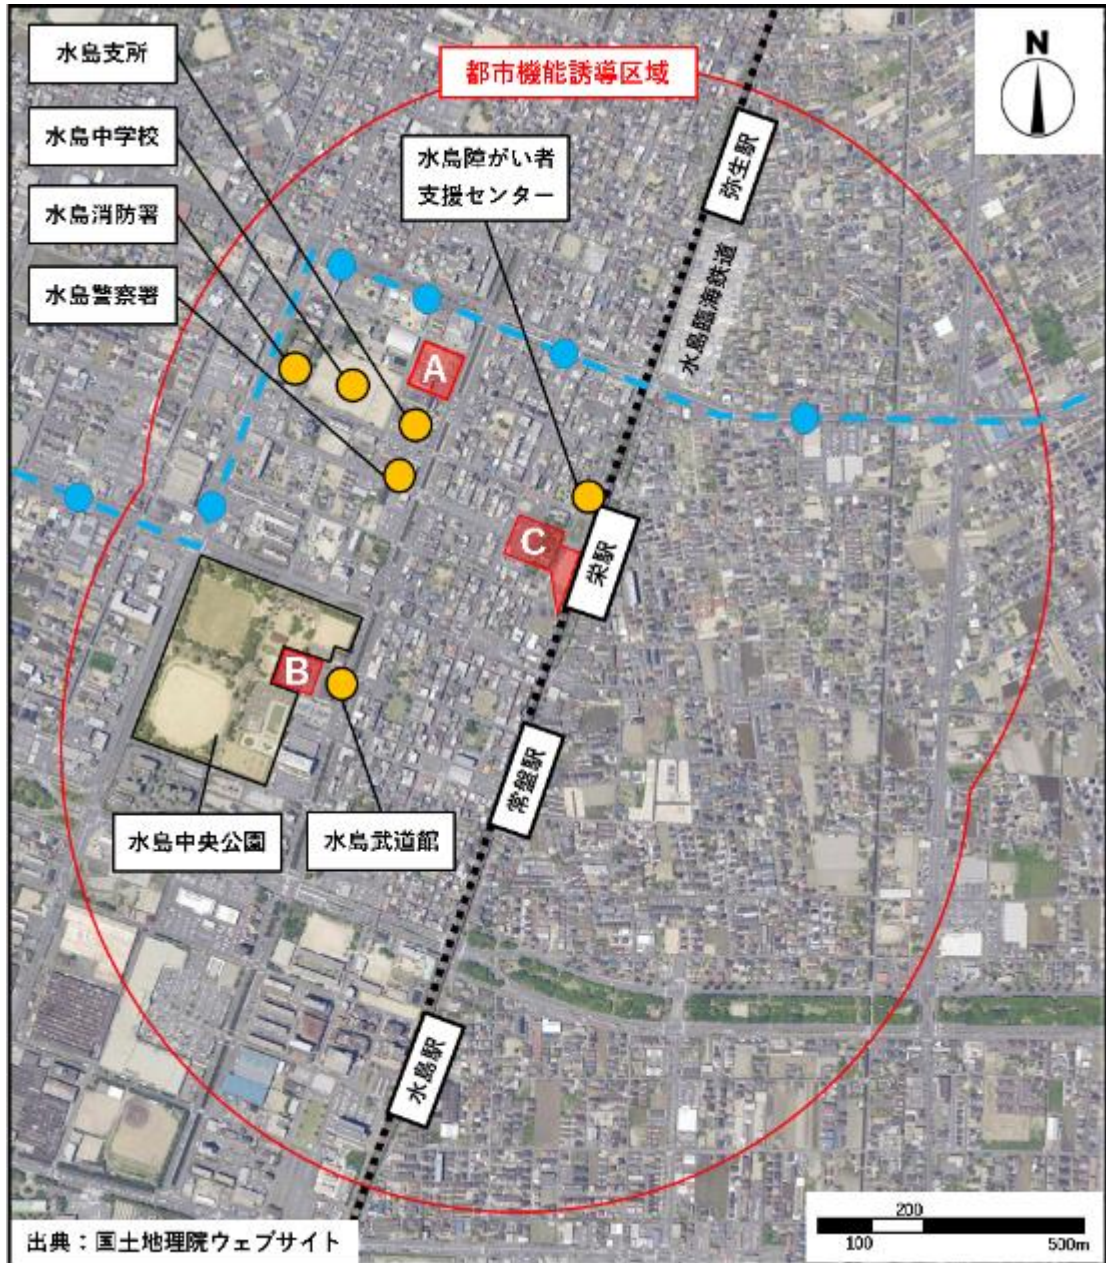 水島支所
都市機能誘導区域
N
水島中学校
水島障がい者
支援センター
弥生駅
水島消防署
水島警察署
水島臨海鉄道
A
C
栄駅
B
常盤駅
水島中央公園
水島武道館
水島駅
出典：国土地理院ウェブサイト
200
100
500m